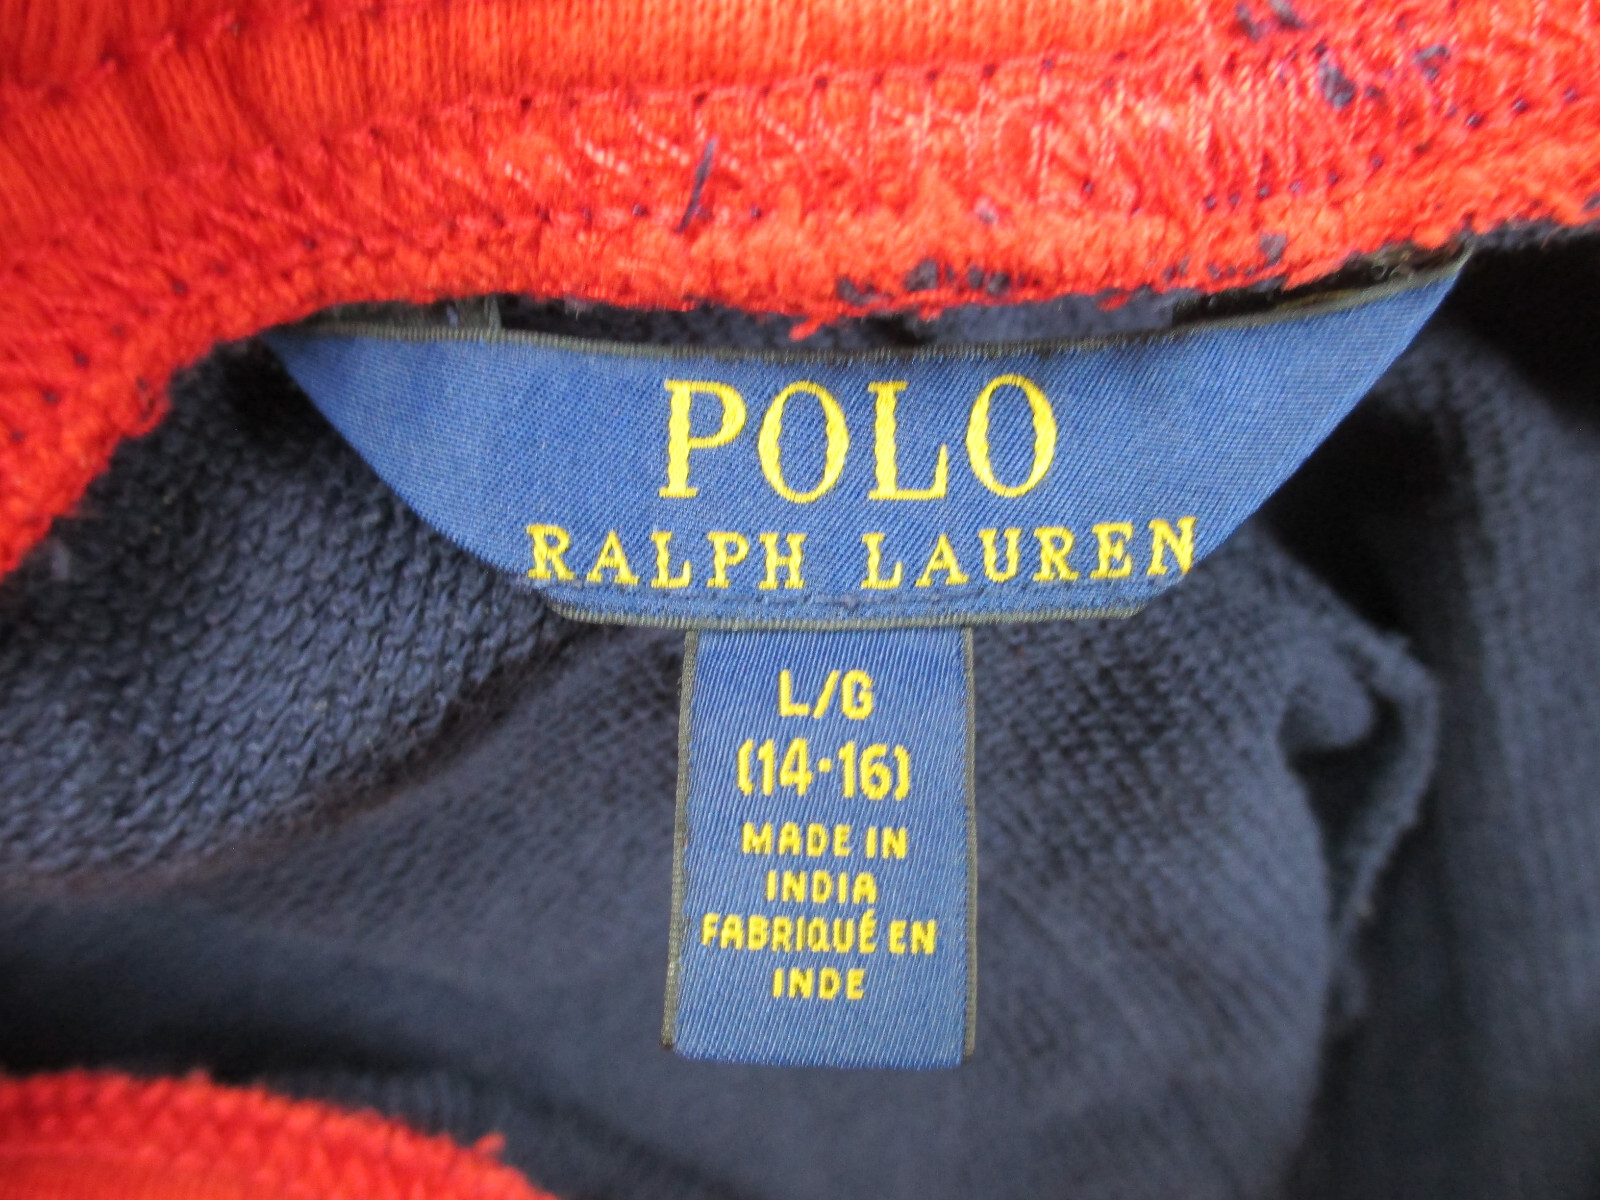 POLO
RALPH LAUREN
L/G
(14-16)
MADE IN
INDIA
FABRIQUÉ EN
INDE